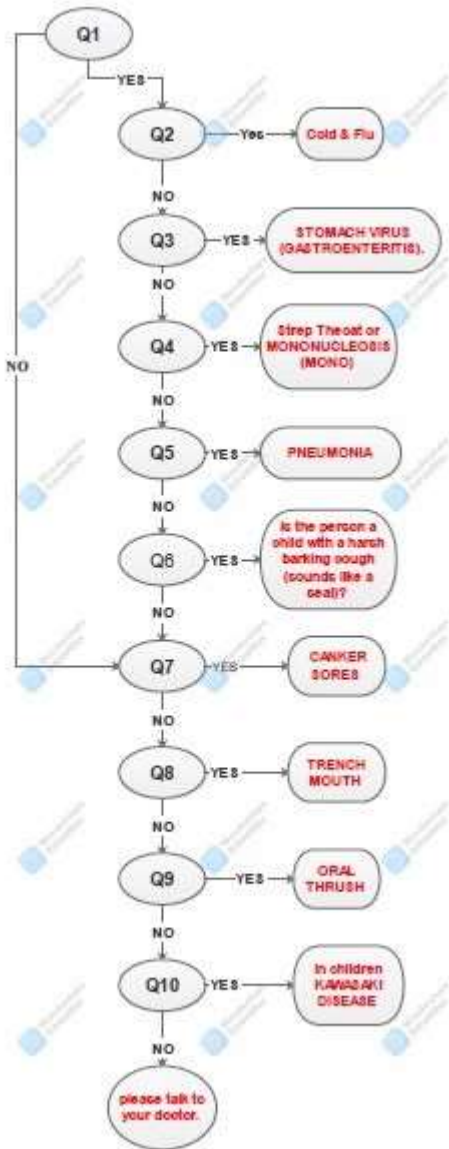 Q1
YES
Q2
Yes
Cold & Flu
NO
Q3
YES
STOMACH VIRUS
(GASTROENTERITIS).
NO
Q4
YES
Strep Theoat or
MONONUCLEOSIS
(MONO)
NO
NO
Q5
YES
PNEUMONIA
NO
Q6
YES
Is the person a
child with a harsh
barking cough
(sounds like a
seal)?
NO
Q7
YES
CANKER
SORES
NO
Q8
YES
TRENCH
MOUTH
NO
Q9
YES
ORAL
THRUSH
NO
Q10
YES
In children
KAWASAKI
DISEASE
NO
please talk to
your doctor.